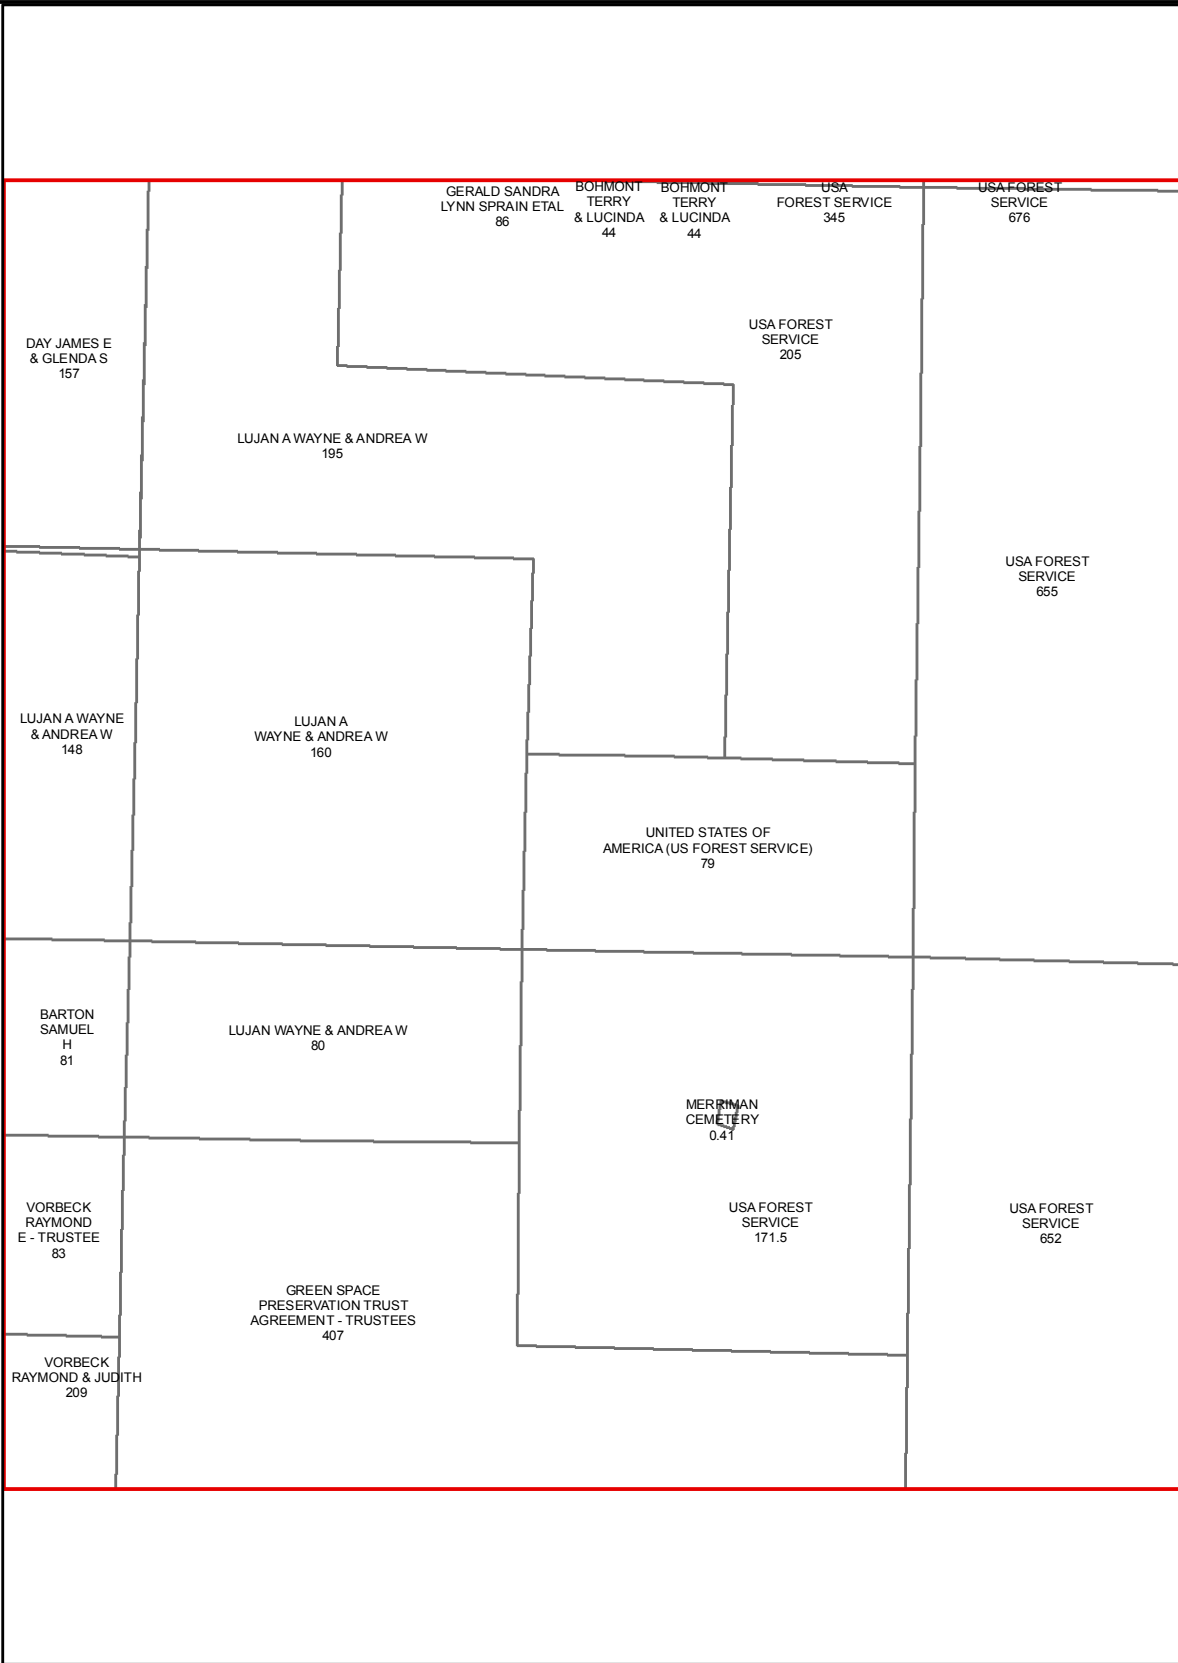 GERALD SANDRA
LYNN SPRAIN ETAL
86
BOHMONT
TERRY
& LUCINDA
44
BOHMONT
TERRY
& LUCINDA
44
USA
FOREST SERVICE
345
USA FOREST
SERVICE
676
DAY JAMES E
& GLENDA S
157
USA FOREST
SERVICE
205
LUJAN A WAYNE & ANDREA W
195
USA FOREST
SERVICE
655
LUJAN A WAYNE
& ANDREA W
148
LUJAN A
WAYNE & ANDREA W
160
UNITED STATES OF
AMERICA (US FOREST SERVICE)
79
BARTON
SAMUEL
H
81
LUJAN WAYNE & ANDREA W
80
MERRIMAN
CEMETERY
0.41
VORBECK
RAYMOND
E - TRUSTEE
83
USA FOREST
SERVICE
171.5
USA FOREST
SERVICE
652
GREEN SPACE
PRESERVATION TRUST
AGREEMENT - TRUSTEES
407
VORBECK
RAYMOND & JUDITH
209